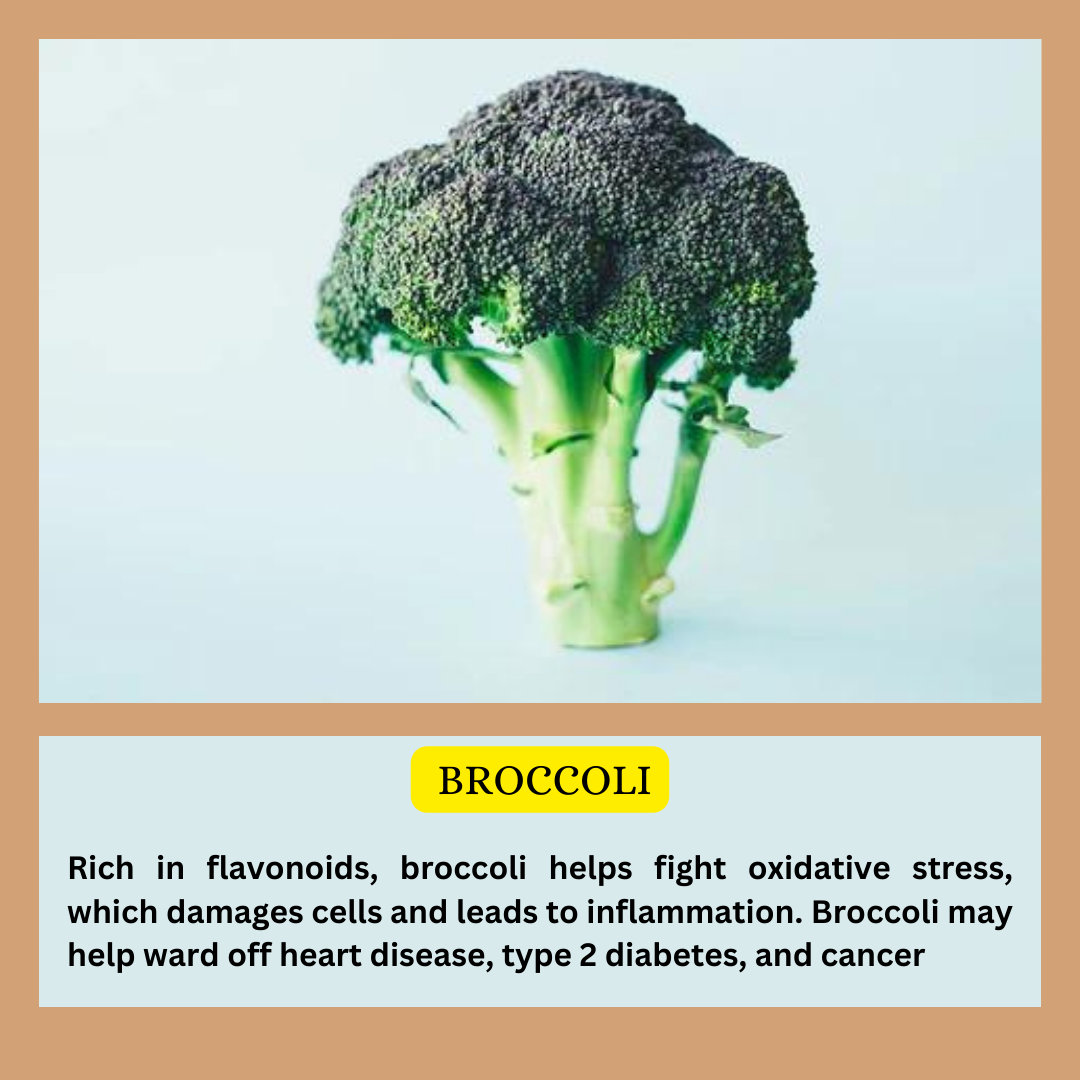 BROCCOLI
Rich in flavonoids, broccoli helps fight oxidative stress,
which damages cells and leads to inflammation. Broccoli may
help ward off heart disease, type 2 diabetes, and cancer